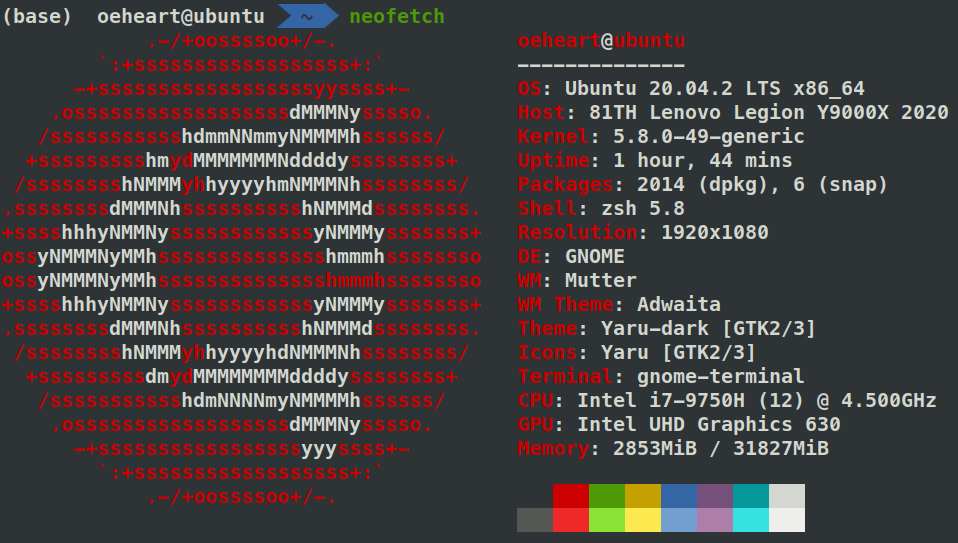 (base)  oeheart@ubuntu  ~  neofetch
            .-/+oossssoo+/-.               oeheart@ubuntu
        `:+ssssssssssssssssss+:`           --------------
      -+ssssssssssssssssssyyssss+-         OS: Ubuntu 20.04.2 LTS x86_64
    .ossssssssssssssssssdMMMNysssso.       Host: 81TH Lenovo Legion Y9000X 2020
   /ssssssssssshdmmNNmmyNMMMMhssssss/      Kernel: 5.8.0-49-generic
  +ssssssssshmydMMMMMMMNddddyssssssss+     Uptime: 1 hour, 44 mins
 /sssssssshNMMMyhhyyyyhmNMMMNhssssssss/    Packages: 2014 (dpkg), 6 (snap)
.ssssssssdMMMNhsssssssssshNMMMdssssssss.   Shell: zsh 5.8
+sssshhhyNMMNyssssssssssssyNMMMysssssss+   Resolution: 1920x1080
ossyNMMMNyMMhsssssssssssssshmmmhssssssso   DE: GNOME
ossyNMMMNyMMhsssssssssssssshmmmhssssssso   WM: Mutter
+sssshhhyNMMNyssssssssssssyNMMMysssssss+   WM Theme: Adwaita
.ssssssssdMMMNhsssssssssshNMMMdssssssss.   Theme: Yaru-dark [GTK2/3]
 /sssssssshNMMMyhhyyyyhdNMMMNhssssssss/    Icons: Yaru [GTK2/3]
  +sssssssssdmydMMMMMMMMddddyssssssss+     Terminal: gnome-terminal
   /ssssssssssshdmNNNNmyNMMMMhssssss/      CPU: Intel i7-9750H (12) @ 4.500GHz
    .ossssssssssssssssssdMMMNysssso.       GPU: Intel UHD Graphics 630
      -+sssssssssssssssssyyyssss+-         Memory: 2853MiB / 31827MiB
        `:+ssssssssssssssssss+:`
            .-/+oossssoo+/-.